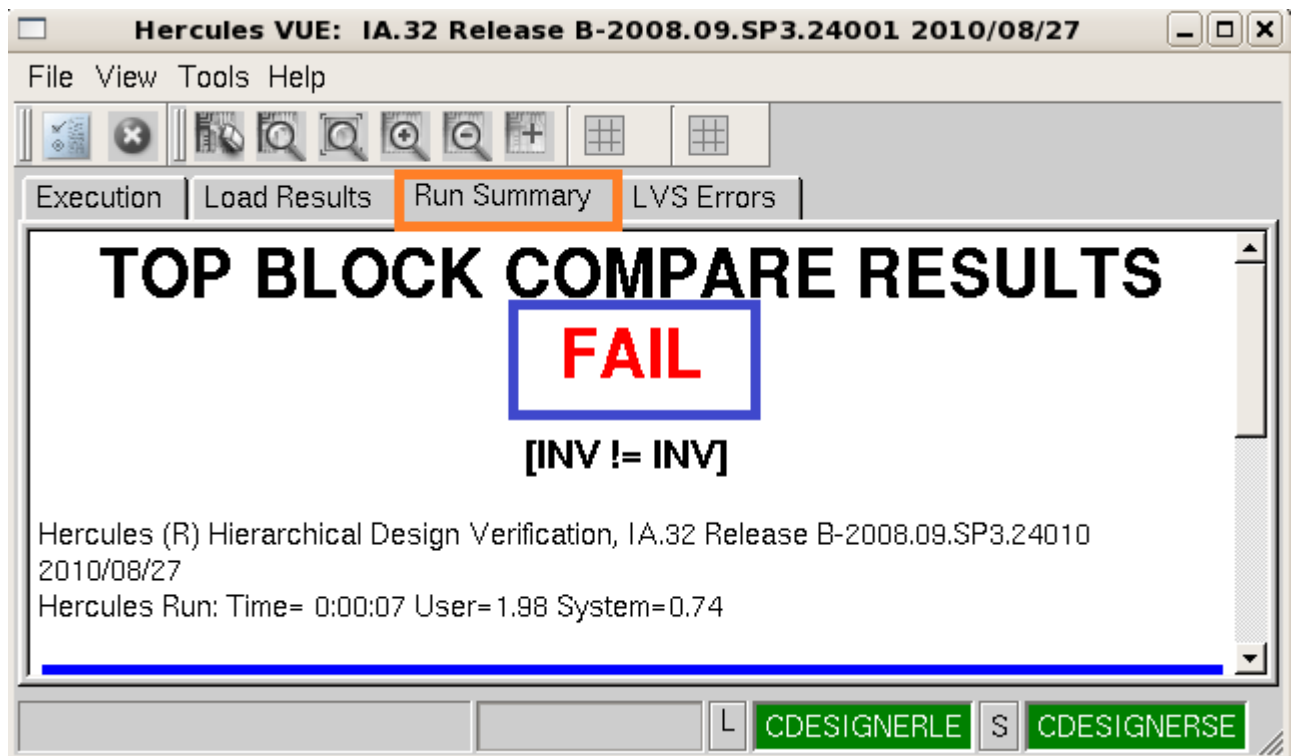 Hercules VUE: IA.32 Release B-2008.09.SP3.24001 2010/08/27
File View Tools Help
Execution Load Results Run Summary LVS Errors
TOP BLOCK COMPARE RESULTS
FAIL
[INV != INV]
Hercules (R) Hierarchical Design Verification, IA.32 Release B-2008.09.SP3.24010
2010/08/27
Hercules Run: Time= 0:00:07 User=1.98 System=0.74
L CDESIGNERLE S CDESIGNERSE